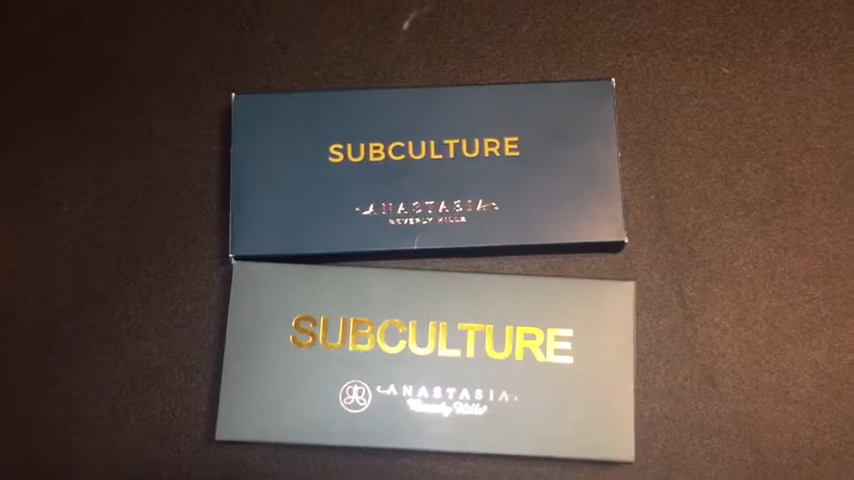 SUBCULTURE
ANASTASIA
BEVERLY HILLS
SUBCULTURE
ANASTASIA
Beverly Hills